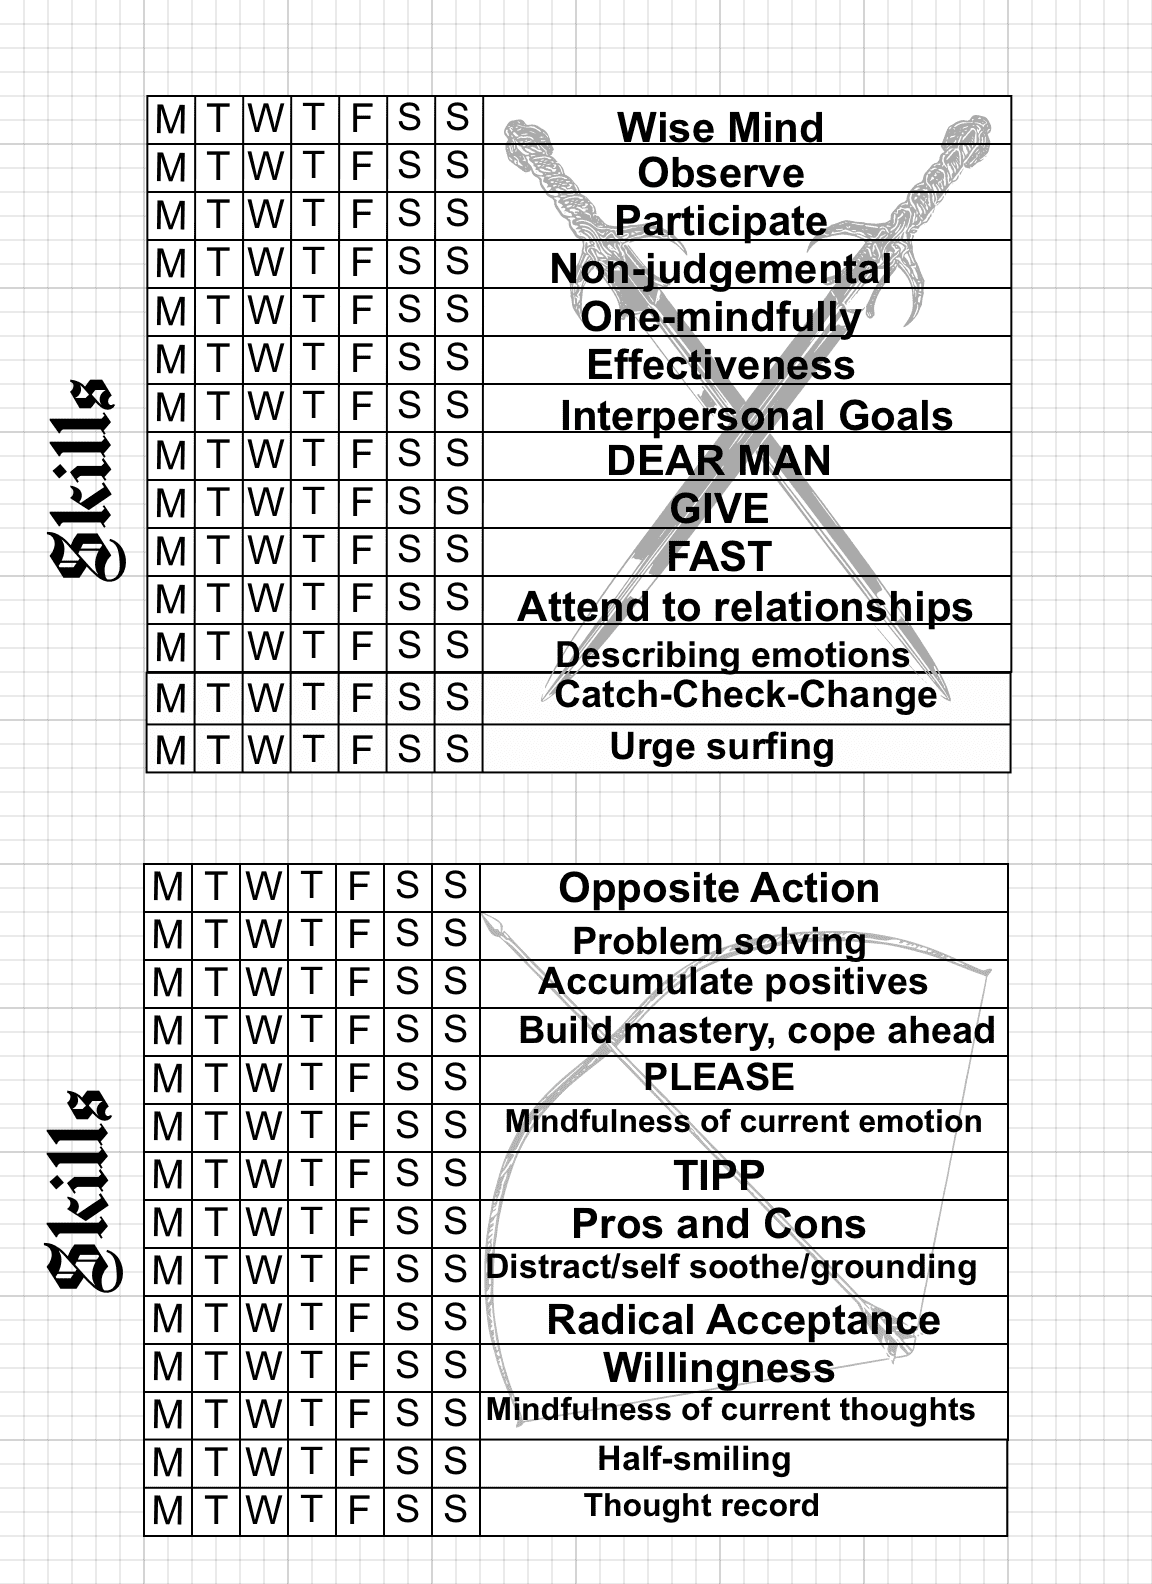 Skills
M T W T F S S Wise Mind
M T W T F S S Observe
M T W T F S S Participate
M T W T F S S Non-judgemental
M T W T F S S One-mindfully
M T W T F S S Effectiveness
M T W T F S S Interpersonal Goals
M T W T F S S DEAR MAN
M T W T F S S GIVE
M T W T F S S FAST
M T W T F S S Attend to relationships
M T W T F S S Describing emotions
M T W T F S S Catch-Check-Change
M T W T F S S Urge surfing
Skills
M T W T F S S Opposite Action
M T W T F S S Problem solving
M T W T F S S Accumulate positives
M T W T F S S Build mastery, cope ahead
M T W T F S S PLEASE
M T W T F S S Mindfulness of current emotion
M T W T F S S TIPP
M T W T F S S Pros and Cons
M T W T F S S Distract/self soothe/grounding
M T W T F S S Radical Acceptance
M T W T F S S Willingness
M T W T F S S Mindfulness of current thoughts
M T W T F S S Half-smiling
M T W T F S S Thought record